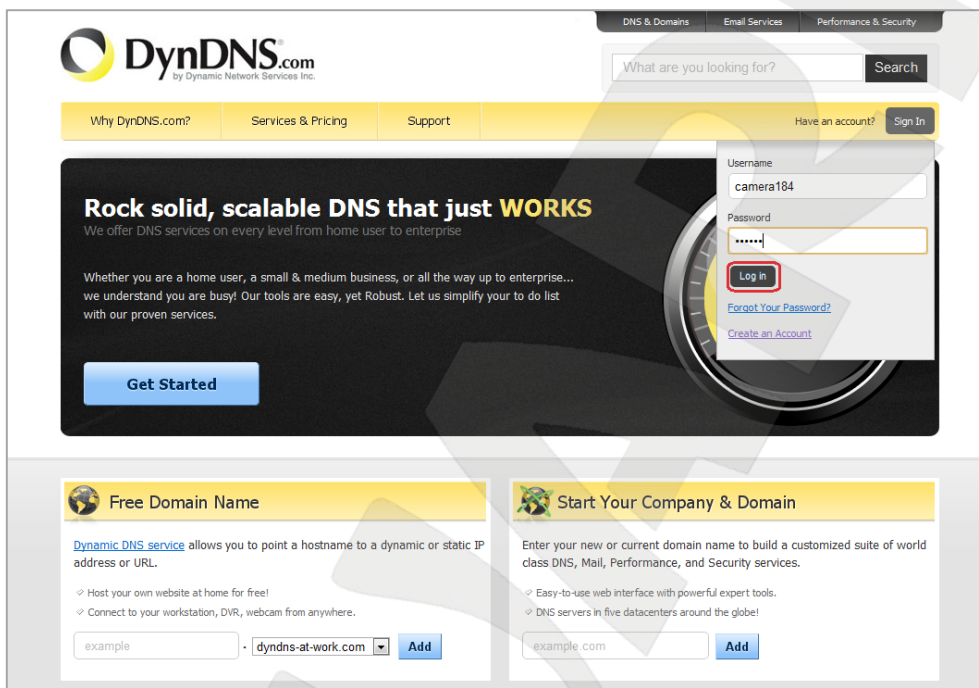 DNS & Domains
Email Services
Performance & Security
DynDNS.com
by Dynamic Network Services Inc.
What are you looking for?
Search
Why DynDNS.com?
Services & Pricing
Support
Have an account?
Sign In
Username
camera184
Password
••••••
Log in
Forgot Your Password?
Create an Account
Rock solid, scalable DNS that just WORKS
We offer DNS services on every level from home user to enterprise
Whether you are a home user, a small & medium business, or all the way up to enterprise...
we understand you are busy! Our tools are easy, yet Robust. Let us simplify your to do list
with our proven services.
Get Started
Free Domain Name
Dynamic DNS service allows you to point a hostname to a dynamic or static IP
address or URL.
Host your own website at home for free!
Connect to your workstation, DVR, webcam from anywhere.
example
. dyndns-at-work.com
Add
Start Your Company & Domain
Enter your new or current domain name to build a customized suite of world
class DNS, Mail, Performance, and Security services.
Easy-to-use web interface with powerful expert tools.
DNS servers in five datacenters around the globe!
example.com
Add